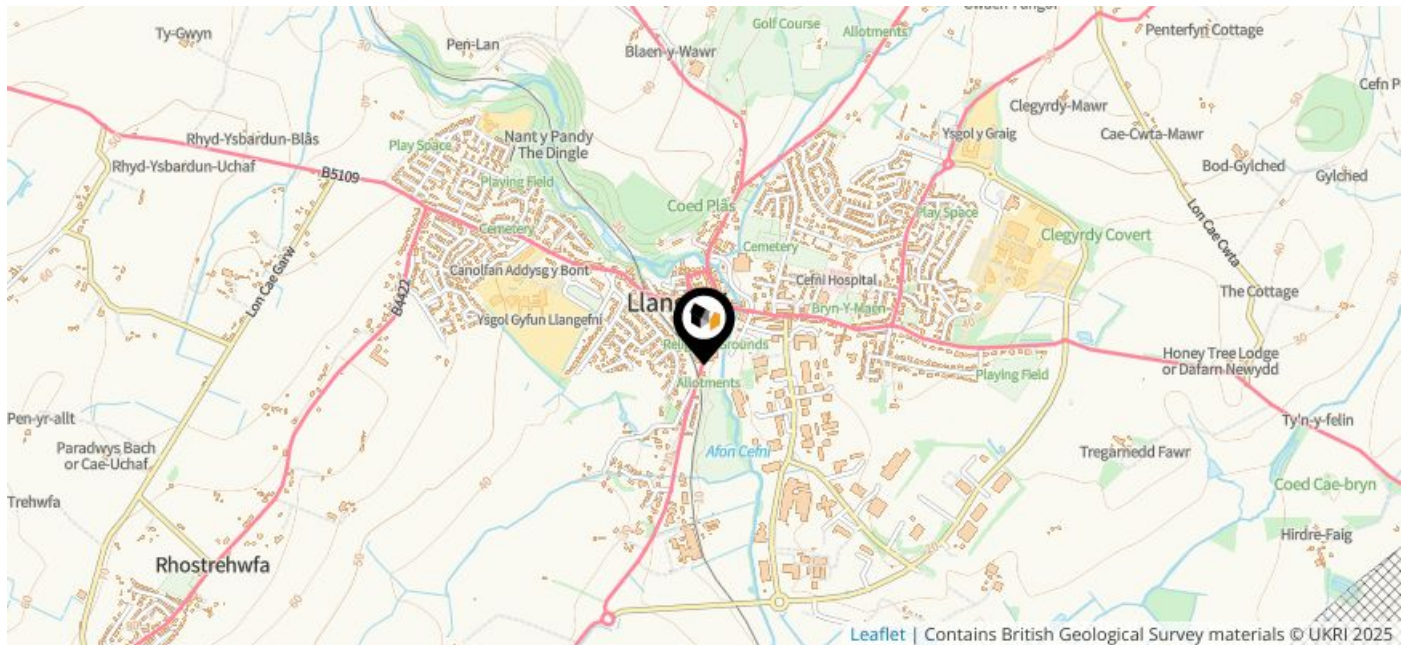 Golf Course
Ty-Gwyn
Pen-Lan
Blaen-y-Wawr
Allotments
Penterfyn Cottage
Cefn P
Clegyrdy-Mawr
Rhyd-Ysbardun-Blâs
Play Space
Nant y Pandy
/ The Dingle
Ysgol y Graig
Cae-Cwta-Mawr
Rhyd-Ysbardun-Uchaf
B5109
Playing Field
Bod-Gylched
Gylched
Coed Plâs
Play Space
Lon Cae Cwta
Cemetery
Cemetery
Clegyrdy Covert
Lon Cae Garw
Canolfan Addysg y Bont
Cefni Hospital
B4422
Llang
Bryn-Y-Maen
The Cottage
Ysgol Gyfun Llangefni
Grounds
Honey Tree Lodge
or Dafarn Newydd
Allotments
Playing Field
Pen-yr-allt
Ty'n-y-felin
Paradwys Bach
or Cae-Uchaf
Afon Cefni
Tregarnedd Fawr
Trehwfa
Coed Cae-bryn
Hirdre-Faig
Rhostrehwfa
Leaflet | Contains British Geological Survey materials © UKRI 2025